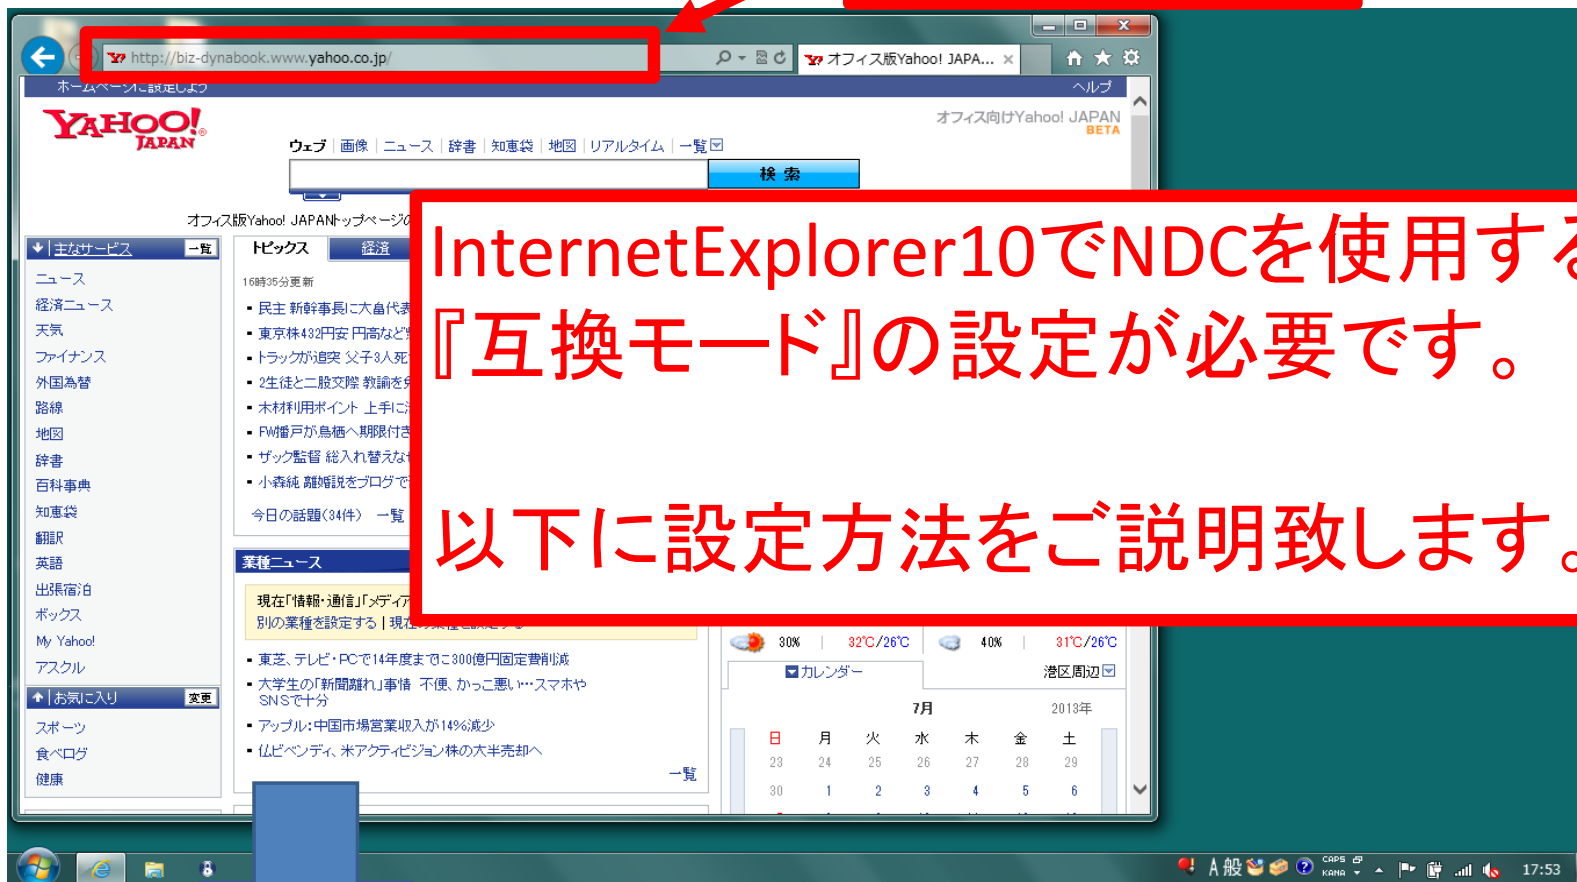 http://biz-dynabook.www.yahoo.co.jp/
オフィス版Yahoo! JAPA...
ホームページに設定しよう
ヘルプ
YAHOO!
JAPAN
オフィス向けYahoo! JAPAN
BETA
ウェブ 画像 ニュース 辞書 知恵袋 地図 リアルタイム 一覧
検索
オフィス版Yahoo! JAPANトップページの
InternetExplorer10でNDCを使用する
『互換モード』の設定が必要です。
以下に設定方法をご説明致します。
主なサービス 一覧
ニュース
経済ニュース
天気
ファイナンス
外国為替
路線
地図
辞書
百科事典
知恵袋
翻訳
英語
出張宿泊
ボックス
My Yahoo!
アスクル
お気に入り 変更
スポーツ
食べログ
健康
トピックス 経済
16時35分更新
民主 新幹事長に大畠代表
東京株432円安 円高など
トラックが追突 父子3人死
2生徒と二股交際 教諭を
木材利用ポイント 上手に
FW播戸が鳥栖へ期限付き
ザック監督 総入れ替えな
小森純 離婚説をブログで
今日の話題(34件) 一覧
業種ニュース
現在「情報・通信」「メディア
別の業種を設定する | 現在
東芝、テレビ・PCで14年度までに300億円固定費削減
大学生の「新聞離れ」事情 不便、かっこ悪い…スマホや
SNSで十分
アップル:中国市場営業収入が14%減少
仏ビベンディ、米アクティビジョン株の大半売却へ
一覧
30% 32℃/26℃ 40% 31℃/26℃
カレンダー 港区周辺
7月 2013年
日 月 火 水 木 金 土
23 24 25 26 27 28 29
30 1 2 3 4 5 6
A 般 CAPS
KANA
17:53